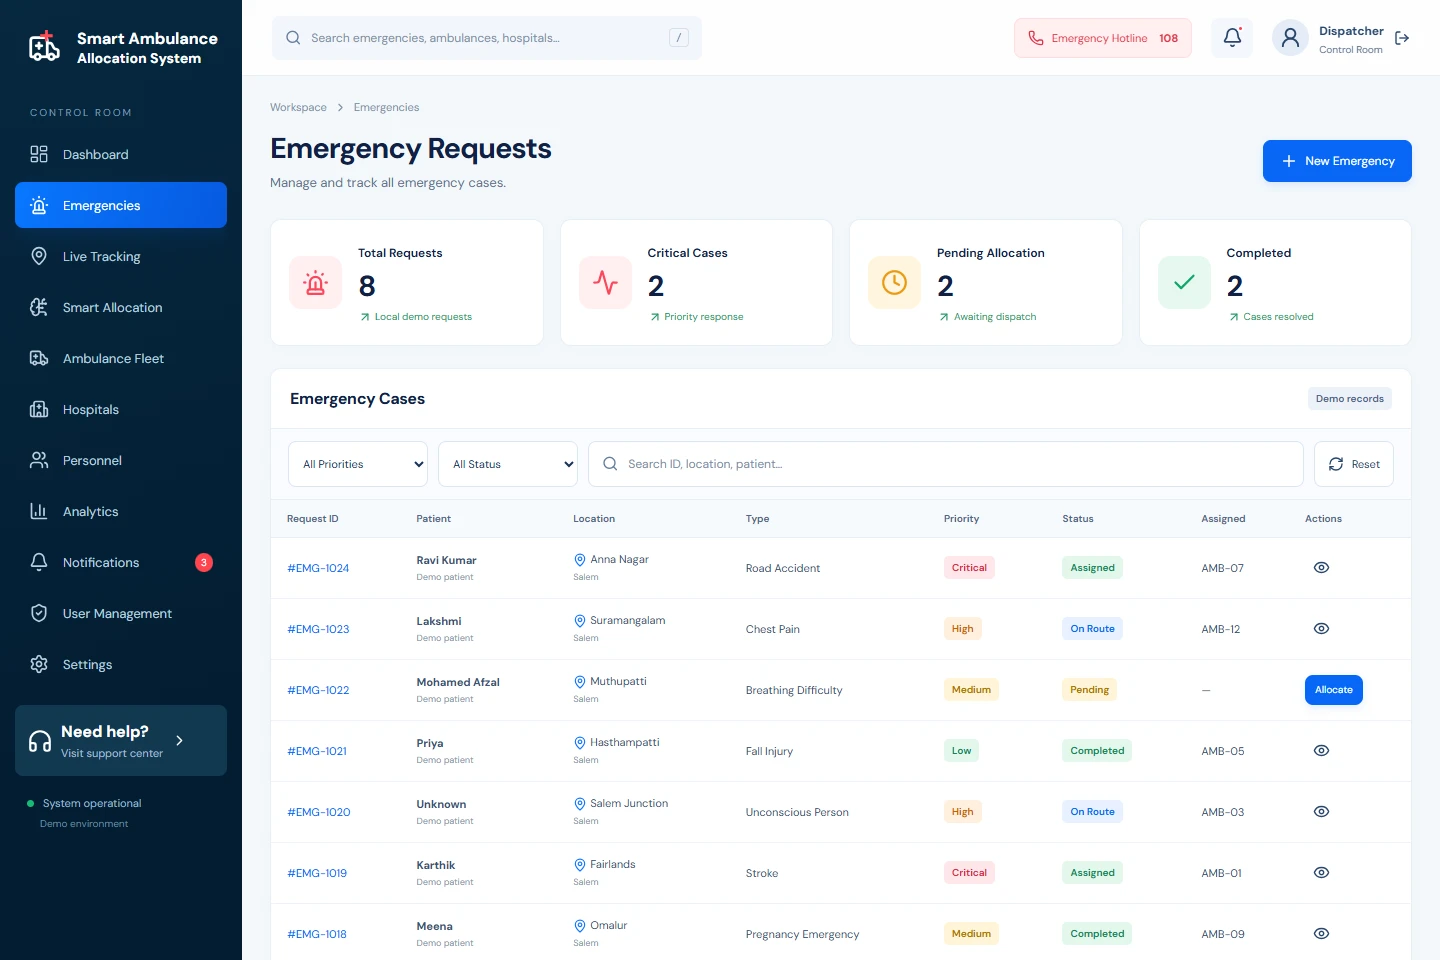 Smart Ambulance
Allocation System
CONTROL ROOM
Dashboard
Emergencies
Live Tracking
Smart Allocation
Ambulance Fleet
Hospitals
Personnel
Analytics
Notifications 3
User Management
Settings
Need help?
Visit support center
System operational
Demo environment
Search emergencies, ambulances, hospitals... /
Emergency Hotline 108
Dispatcher
Control Room
Workspace > Emergencies
Emergency Requests
Manage and track all emergency cases.
+ New Emergency
Total Requests
8
Local demo requests
Critical Cases
2
Priority response
Pending Allocation
2
Awaiting dispatch
Completed
2
Cases resolved
Emergency Cases
Demo records
All Priorities
All Status
Search ID, location, patient...
Reset
Request ID Patient Location Type Priority Status Assigned Actions
#EMG-1024 Ravi Kumar Anna Nagar Road Accident Critical Assigned AMB-07
Demo patient Salem
#EMG-1023 Lakshmi Suramangalam Chest Pain High On Route AMB-12
Demo patient Salem
#EMG-1022 Mohamed Afzal Muthupatti Breathing Difficulty Medium Pending — Allocate
Demo patient Salem
#EMG-1021 Priya Hasthampatti Fall Injury Low Completed AMB-05
Demo patient Salem
#EMG-1020 Unknown Salem Junction Unconscious Person High On Route AMB-03
Demo patient Salem
#EMG-1019 Karthik Fairlands Stroke Critical Assigned AMB-01
Demo patient Salem
#EMG-1018 Meena Omalur Pregnancy Emergency Medium Completed AMB-09
Demo patient Salem